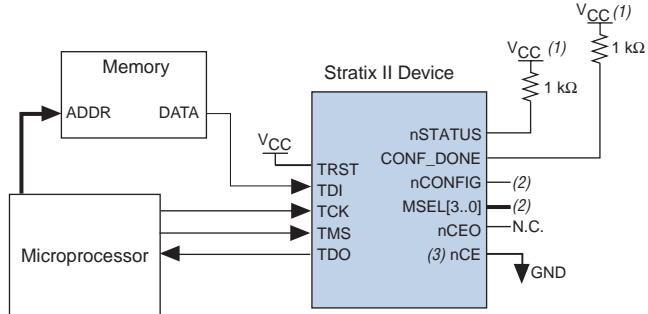 VCC (1)
VCC (1)
Memory
Stratix II Device
1 kΩ
1 kΩ
ADDR
DATA
nSTATUS
VCC
CONF_DONE
TRST
nCONFIG
(2)
TDI
MSEL[3..0]
(2)
TCK
nCEO
N.C.
TMS
Microprocessor
TDO
(3) nCE
GND